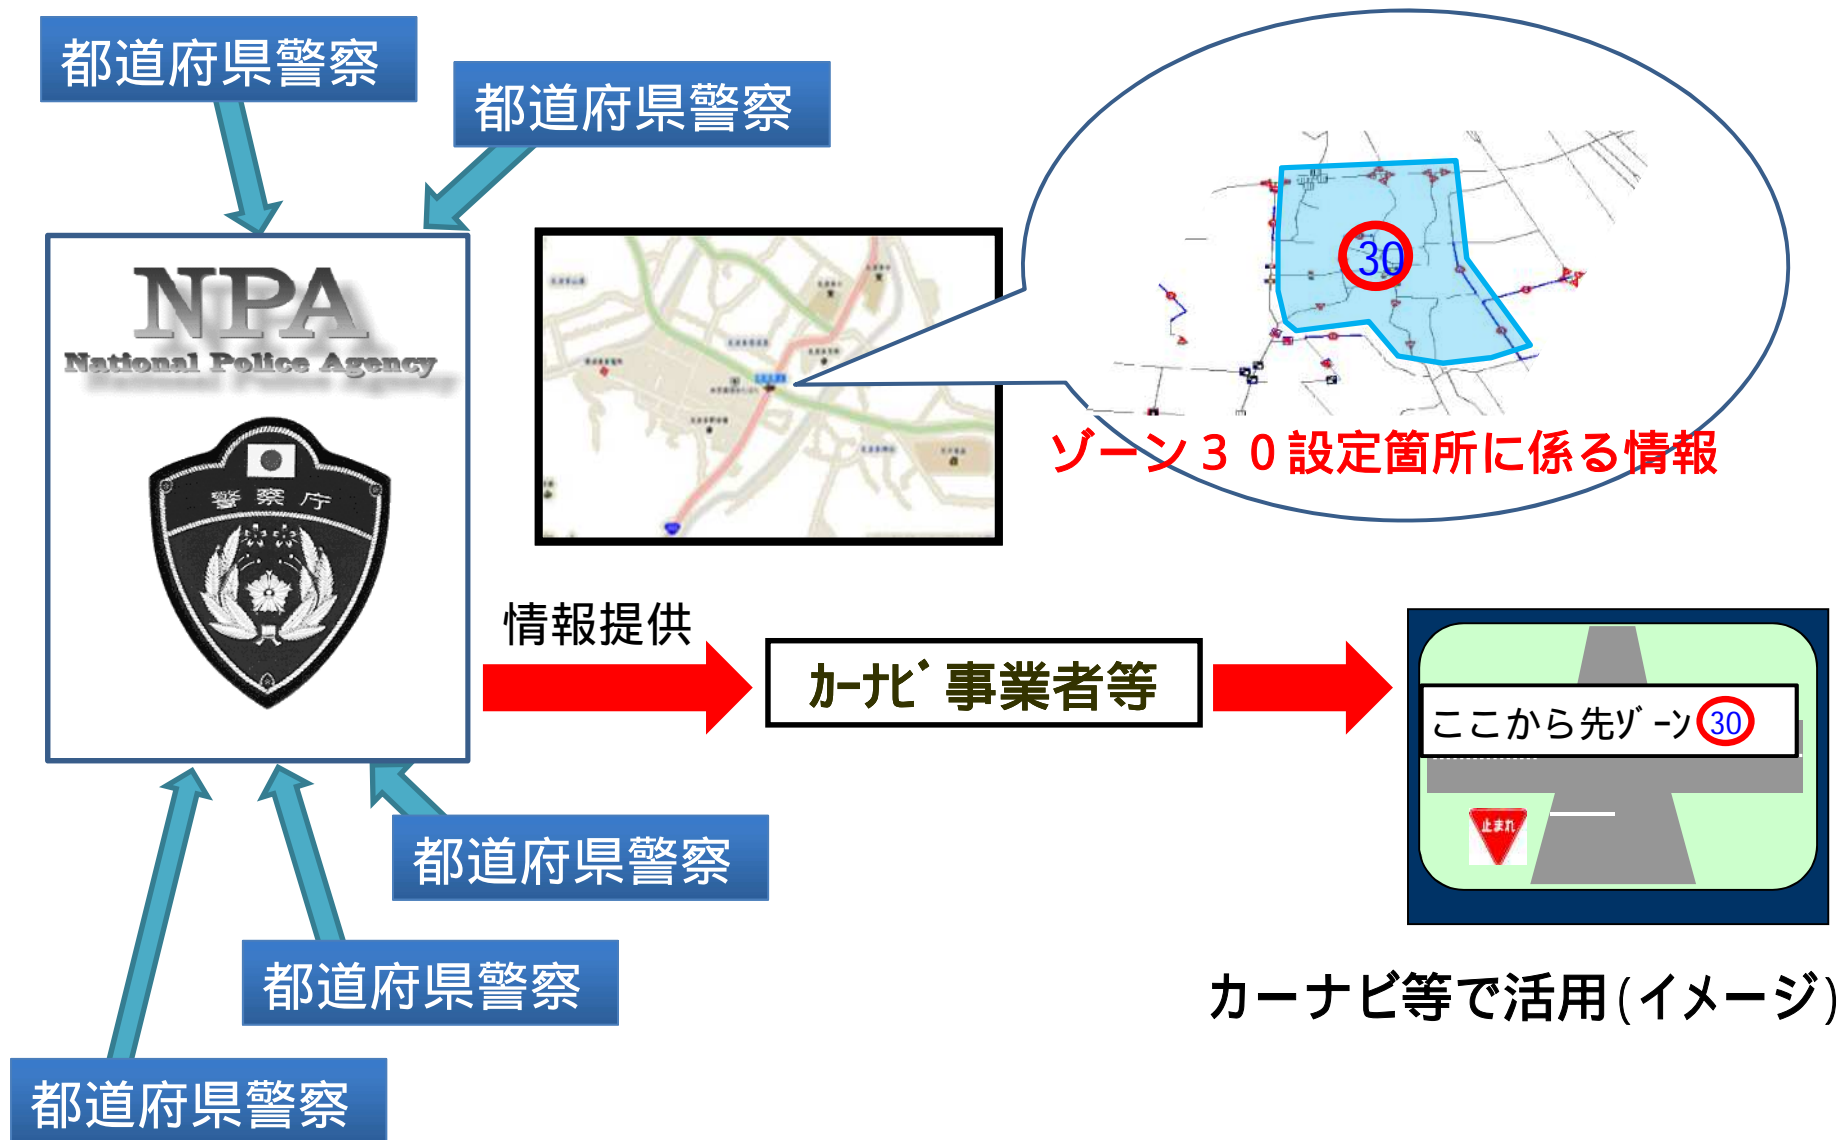 都道府県警察
都道府県警察
NPA
National Police Agency
警察庁
30
ゾーン３０設定箇所に係る情報
情報提供
ｶｰﾅﾋﾞ事業者等
ここから先ｿﾞｰﾝ30
止まれ
カーナビ等で活用(イメージ)
都道府県警察
都道府県警察
都道府県警察